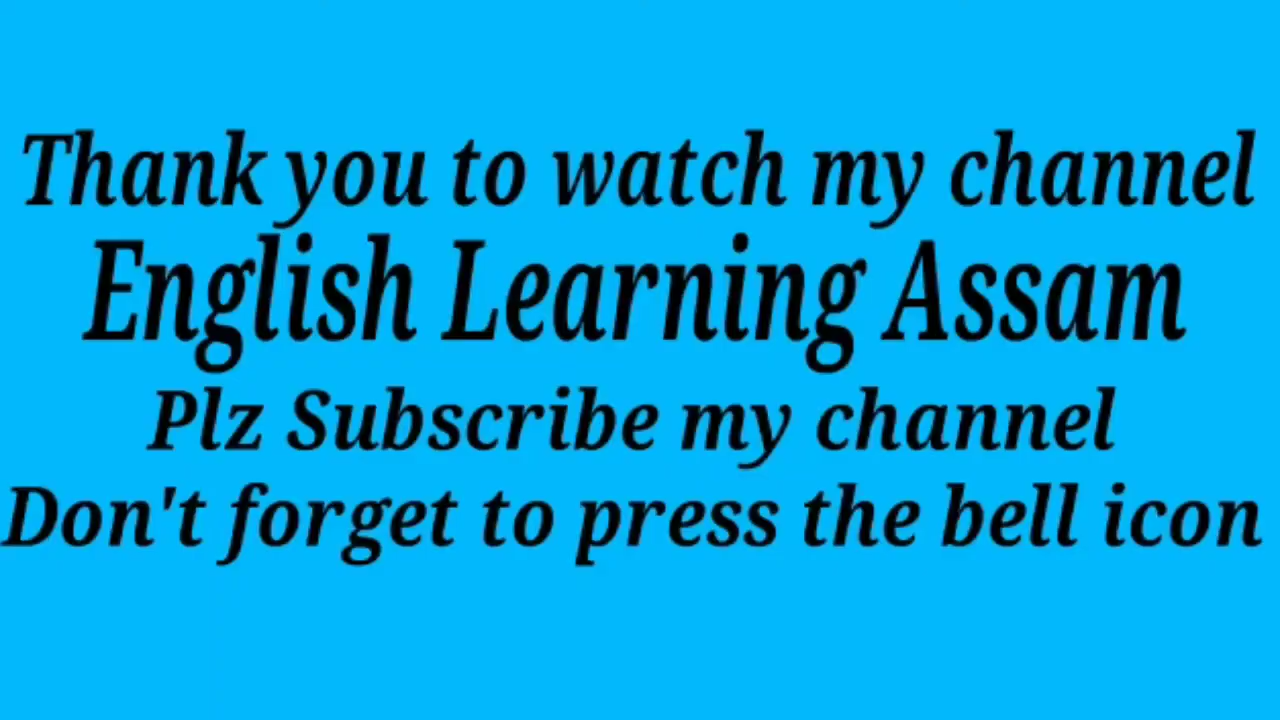 Thank you to watch my channel
English Learning Assam
Plz Subscribe my channel
Don't forget to press the bell icon